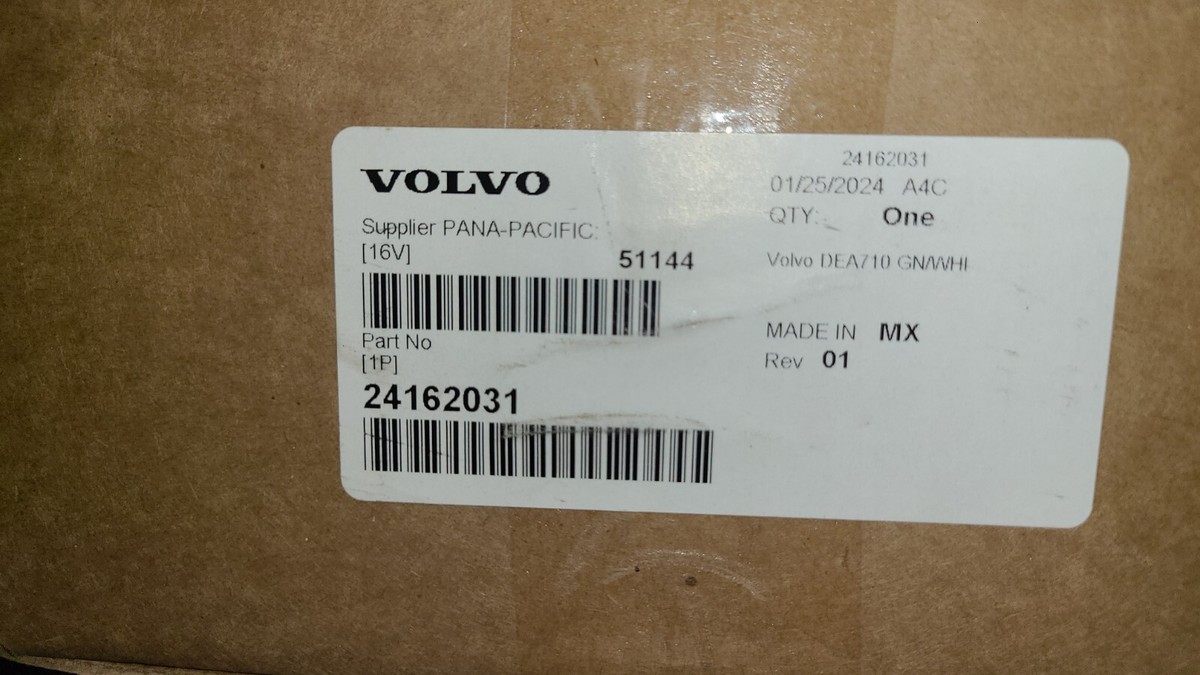 VOLVO
Supplier PANA-PACIFIC:
[16V]
51144
Part No
[1P]
24162031
24162031
01/25/2024 A4C
QTY: One
Volvo DEA710 GN/WHI
MADE IN MX
Rev 01